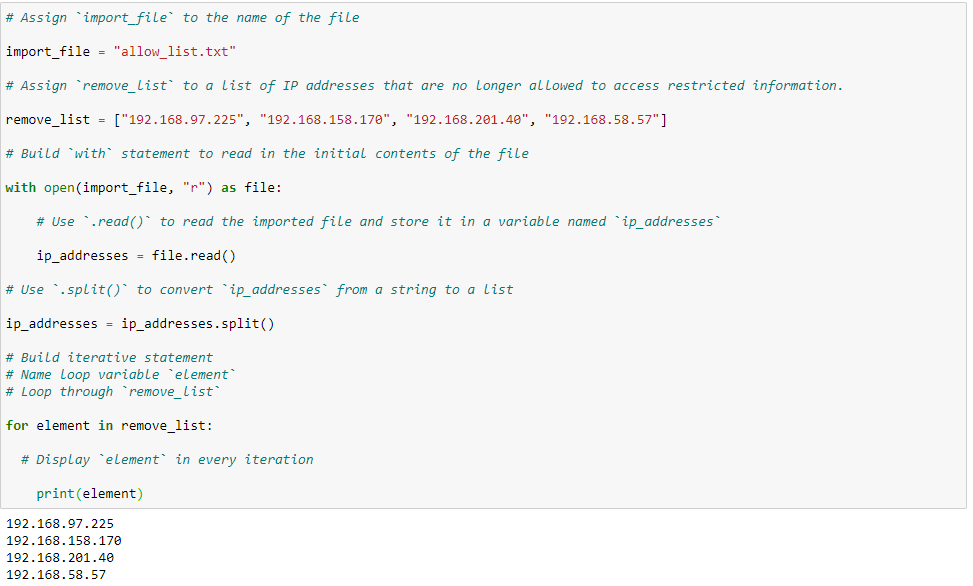 # Assign `import_file` to the name of the file
import_file = "allow_list.txt"
# Assign `remove_list` to a list of IP addresses that are no longer allowed to access restricted information.
remove_list = ["192.168.97.225", "192.168.158.170", "192.168.201.40", "192.168.58.57"]
# Build `with` statement to read in the initial contents of the file
with open(import_file, "r") as file:
    # Use `.read()` to read the imported file and store it in a variable named `ip_addresses`
    ip_addresses = file.read()
# Use `.split()` to convert `ip_addresses` from a string to a list
ip_addresses = ip_addresses.split()
# Build iterative statement
# Name loop variable `element`
# Loop through `remove_list`
for element in remove_list:
  # Display `element` in every iteration
    print(element)
192.168.97.225
192.168.158.170
192.168.201.40
192.168.58.57